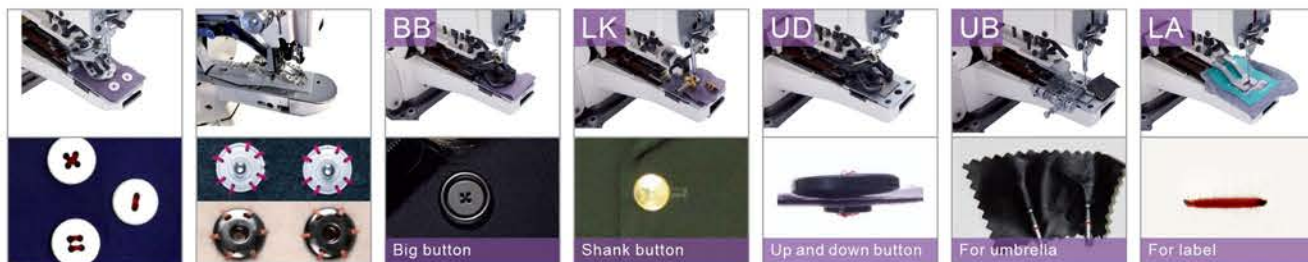 BB
LK
UD
UB
LA
Big button
Shank button
Up and down button
For umbrella
For label